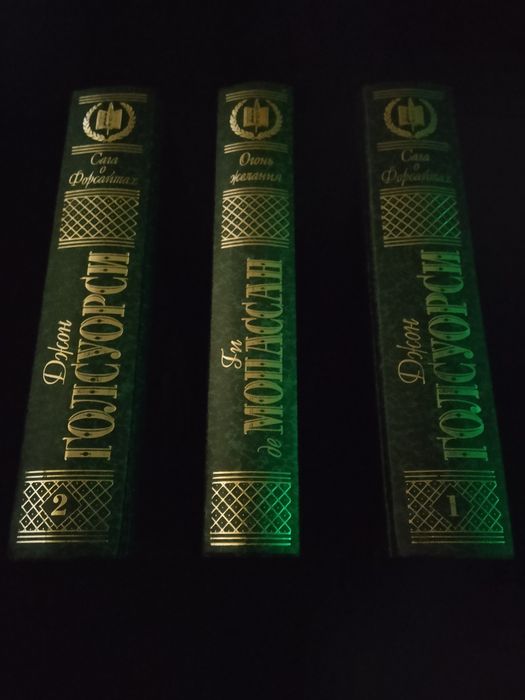 Сага
о
Форсайтах
Джон
ГОЛСУОРСИ
2
Огонь
желания
Ги
де МОПАССАН
Сага
о
Форсайтах
Джон
ГОЛСУОРСИ
1